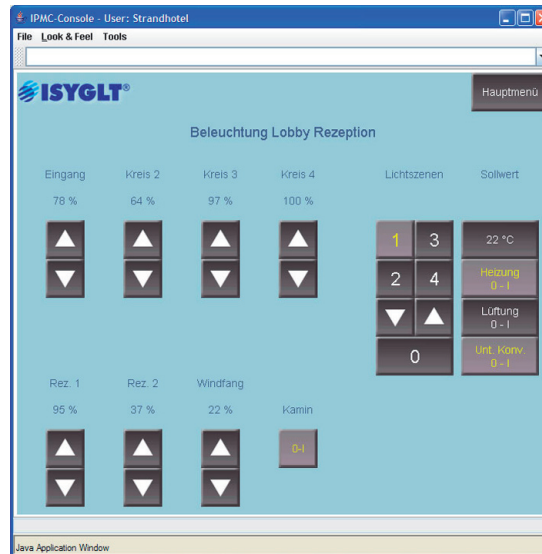 IPMC-Console - User: Strandhotel
File Look & Feel Tools
ISYGLT®
Hauptmenü
Beleuchtung Lobby Rezeption
Eingang Kreis 2 Kreis 3 Kreis 4 Lichtszenen Sollwert
78 % 64 % 97 % 100 %
1 3 22 °C
2 4 Heizung
0 - I
Lüftung
0 - I
0 Unt. Konv.
0 - I
Rez. 1 Rez. 2 Windfang
95 % 37 % 22 % Kamin
0-I
Java Application Window